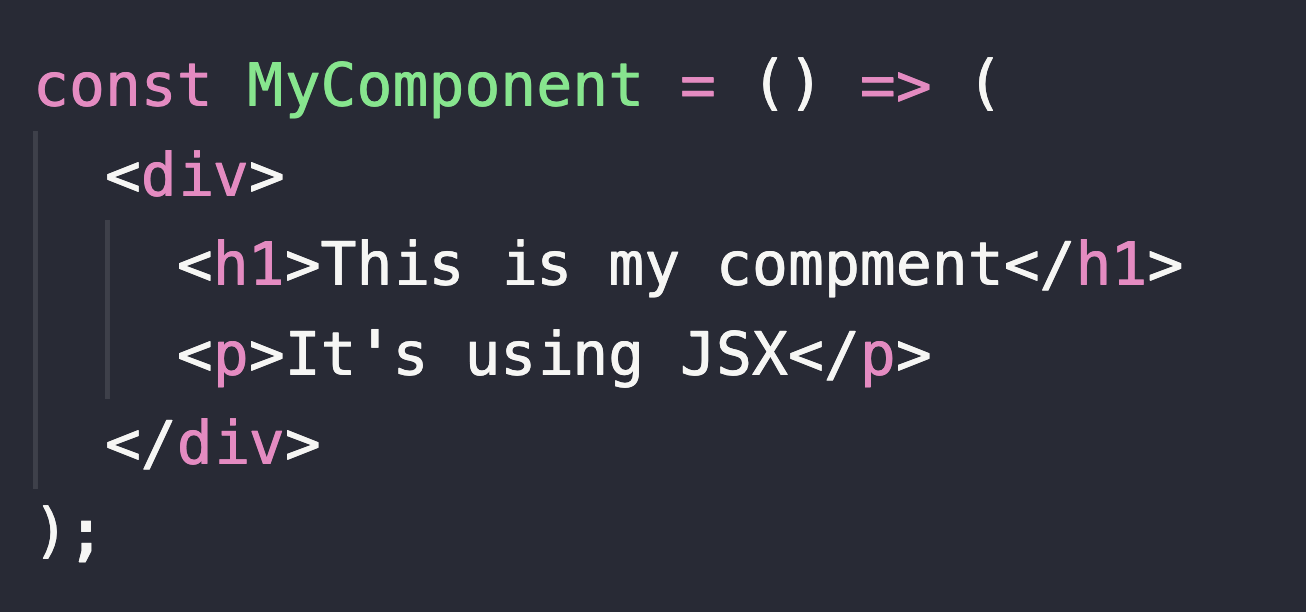 const MyComponent = () => (
  <div>
    <h1>This is my compment</h1>
    <p>It's using JSX</p>
  </div>
);